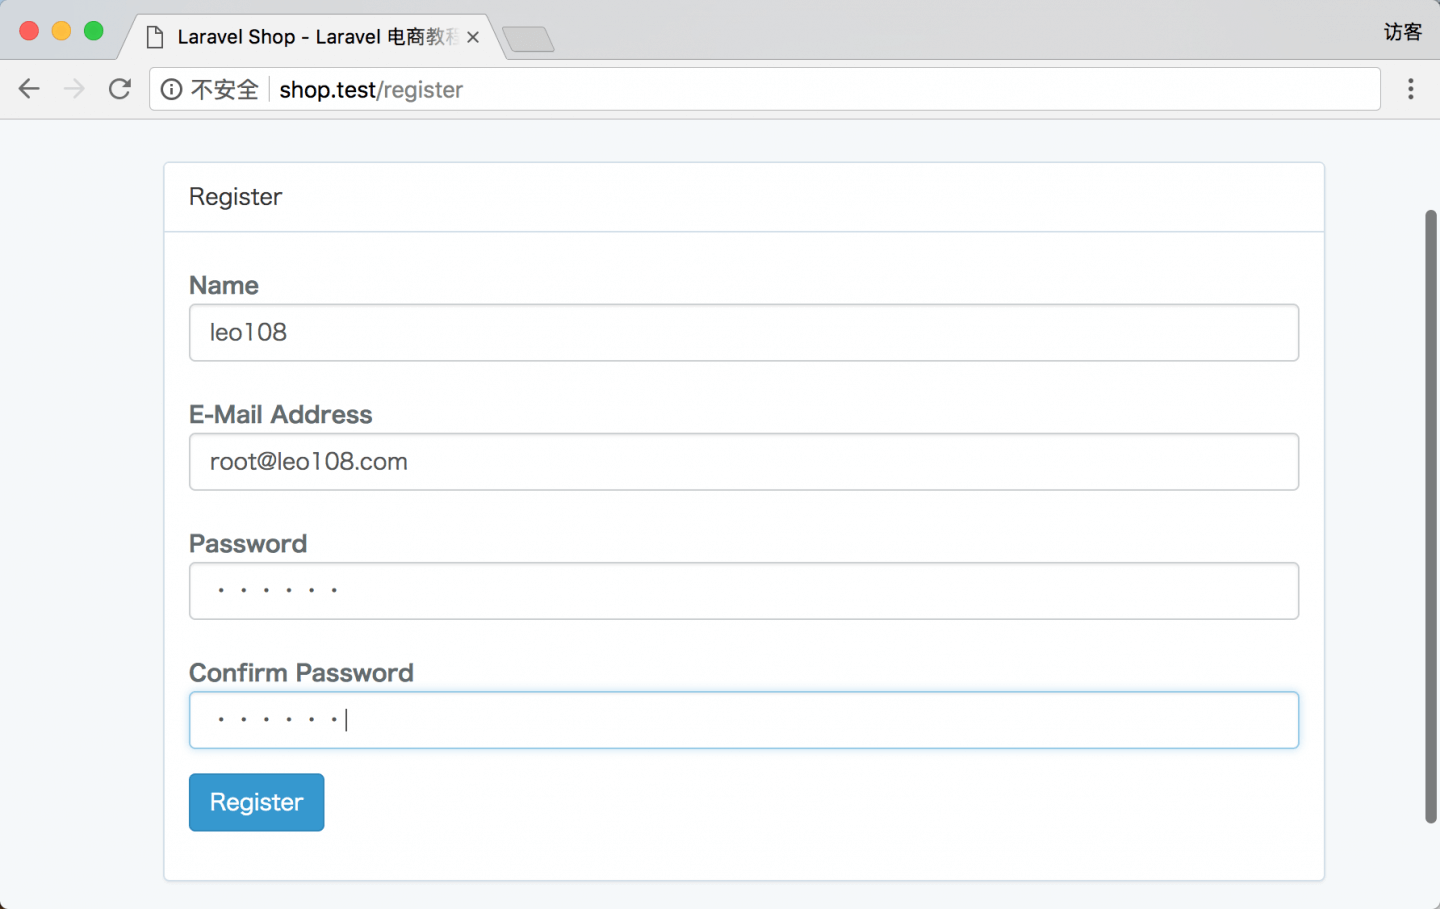 Laravel Shop - Laravel 电商教程
访客
不安全 shop.test/register
Register
Name
leo108
E-Mail Address
root@leo108.com
Password
······
Confirm Password
······
Register